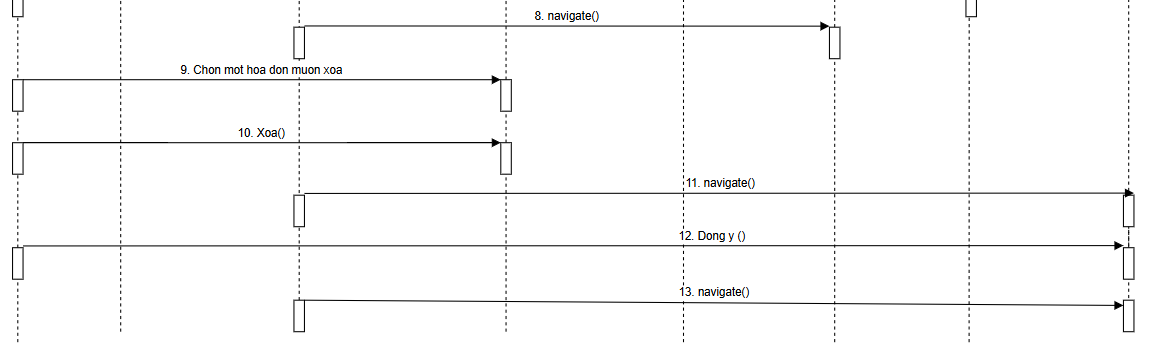 8. navigate()
9. Chon mot hoa don muon xoa
10. Xoa()
11. navigate()
12. Dong y ()
13. navigate()